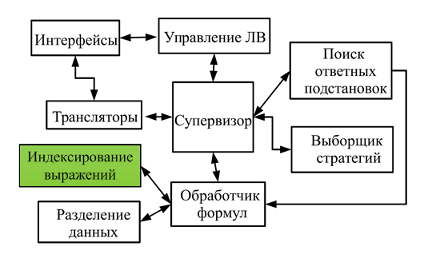 Интерфейсы
Управление ЛВ
Поиск
ответных
подстановок
Трансляторы
Супервизор
Выборщик
стратегий
Индексирование
выражений
Обработчик
формул
Разделение
данных